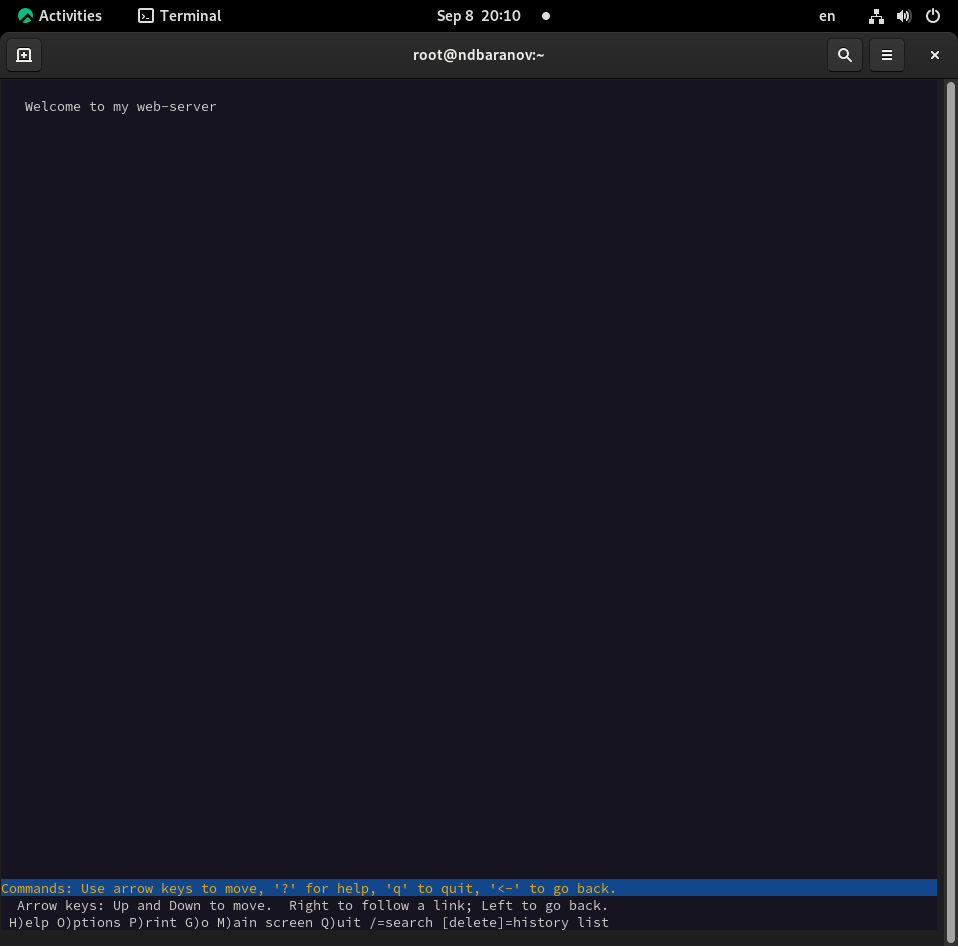 Activities Terminal Sep 8 20:10 en
root@ndbaranov:~
Welcome to my web-server
Commands: Use arrow keys to move, '?' for help, 'q' to quit, '<-' to go back.
Arrow keys: Up and Down to move.  Right to follow a link; Left to go back.
H)elp O)ptions P)rint G)o M)ain screen Q)uit /=search [delete]=history list